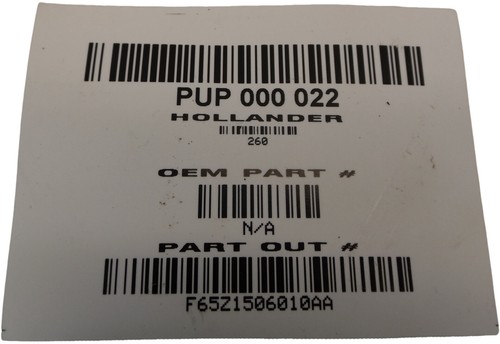 PUP 000 022
HOLLANDER
260
OEM PART #
N/A
PART OUT #
F65Z1506010AA